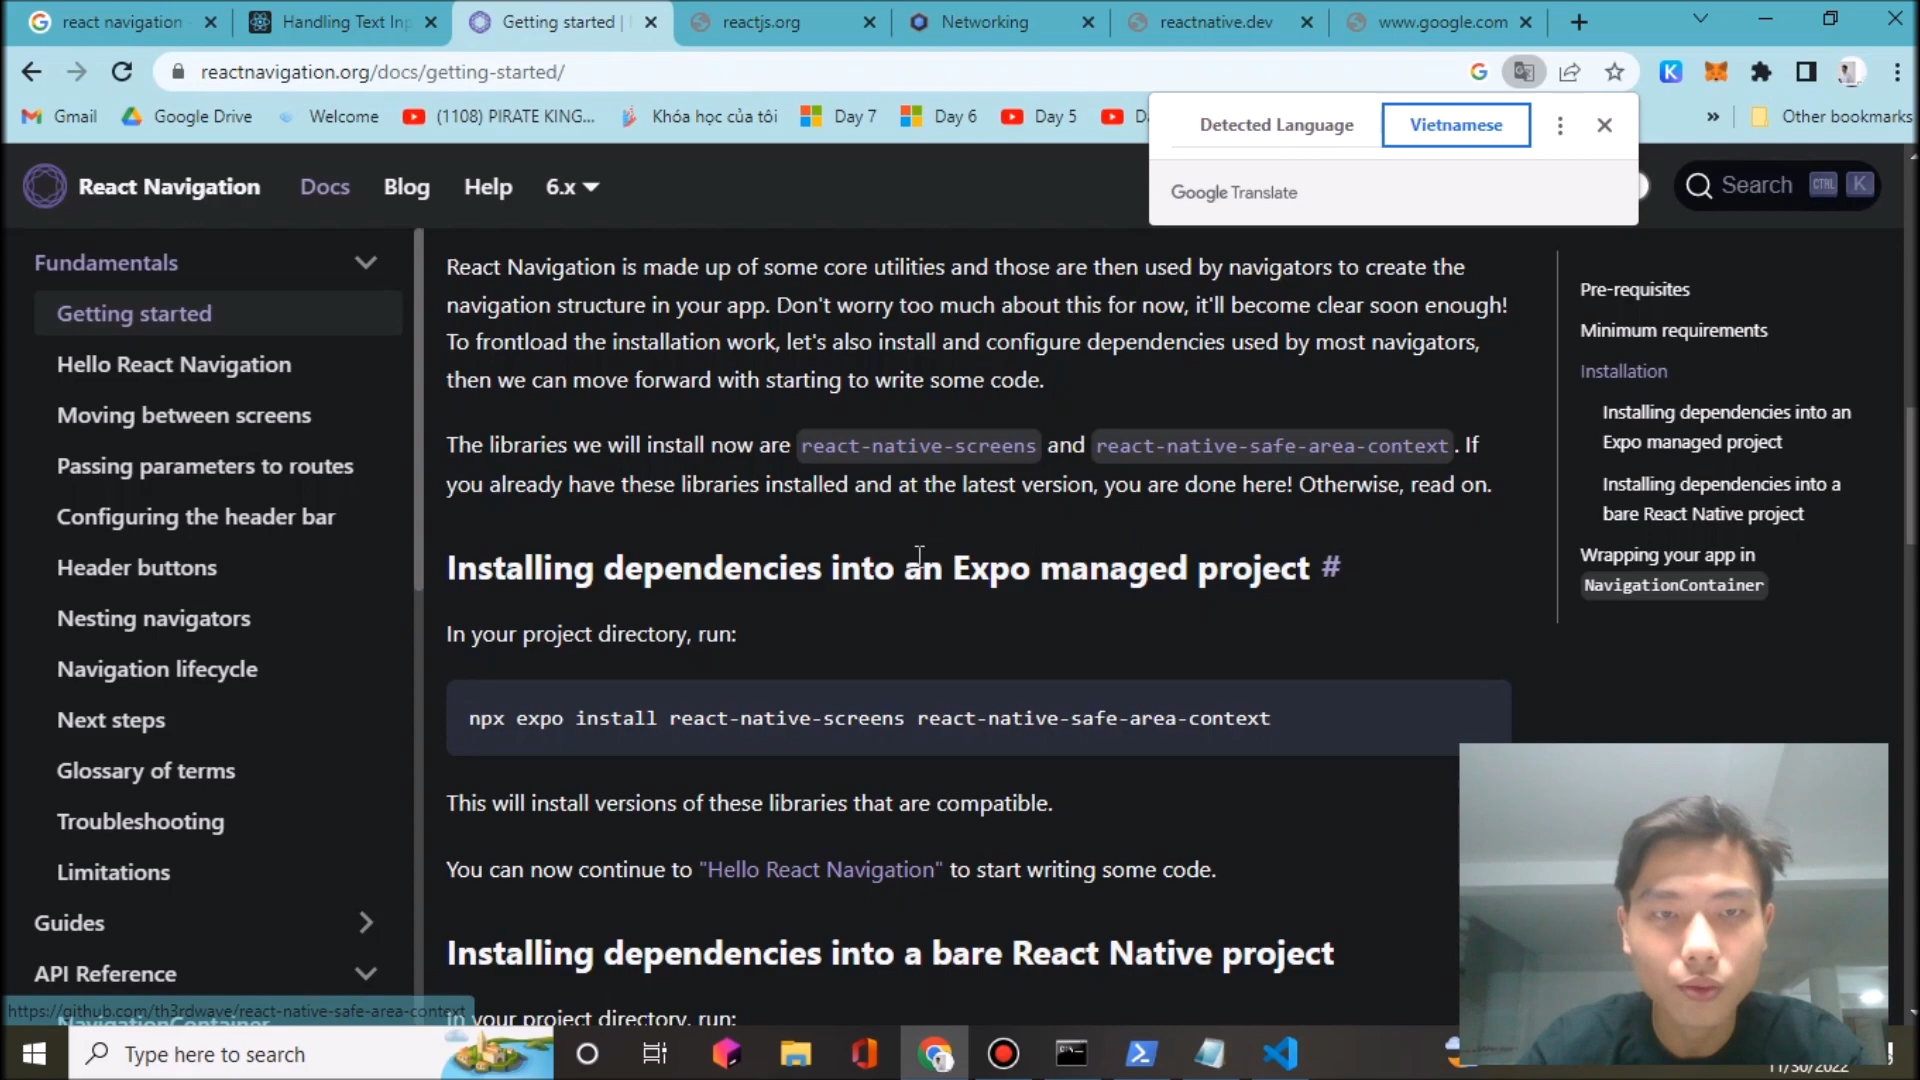 react navigation
Handling Text Inp
Getting started |
reactjs.org
Networking
reactnative.dev
www.google.com
reactnavigation.org/docs/getting-started/
Gmail
Google Drive
Welcome
(1108) PIRATE KING...
Khóa học của tôi
Day 7
Day 6
Day 5
Other bookmarks
Detected Language
Vietnamese
Google Translate
React Navigation
Docs
Blog
Help
6.x
Search
CTRL
K
Fundamentals
Getting started
Hello React Navigation
Moving between screens
Passing parameters to routes
Configuring the header bar
Header buttons
Nesting navigators
Navigation lifecycle
Next steps
Glossary of terms
Troubleshooting
Limitations
Guides
API Reference
NavigationContainer
https://github.com/th3rdwave/react-native-safe-area-context
React Navigation is made up of some core utilities and those are then used by navigators to create the
navigation structure in your app. Don't worry too much about this for now, it'll become clear soon enough!
To frontload the installation work, let's also install and configure dependencies used by most navigators,
then we can move forward with starting to write some code.
The libraries we will install now are react-native-screens and react-native-safe-area-context. If
you already have these libraries installed and at the latest version, you are done here! Otherwise, read on.
Installing dependencies into an Expo managed project #
In your project directory, run:
npx expo install react-native-screens react-native-safe-area-context
This will install versions of these libraries that are compatible.
You can now continue to "Hello React Navigation" to start writing some code.
Installing dependencies into a bare React Native project
In your project directory, run:
Pre-requisites
Minimum requirements
Installation
Installing dependencies into an
Expo managed project
Installing dependencies into a
bare React Native project
Wrapping your app in
NavigationContainer
Type here to search
11/30/2022